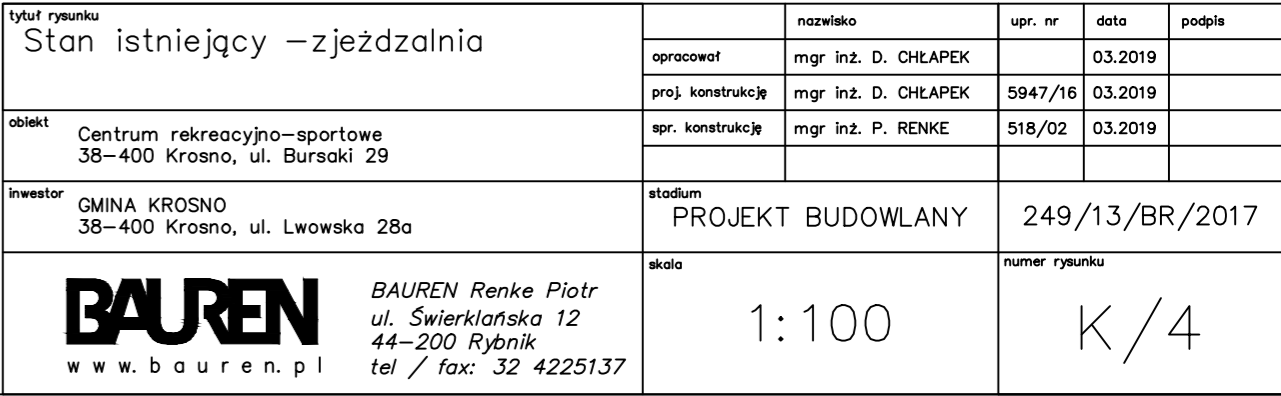 tytuł rysunku
Stan istniejący –zjeżdzalnia
nazwisko upr. nr data podpis
opracował mgr inż. D. CHŁAPEK 03.2019
proj. konstrukcję mgr inż. D. CHŁAPEK 5947/16 03.2019
spr. konstrukcję mgr inż. P. RENKE 518/02 03.2019
obiekt
Centrum rekreacyjno–sportowe
38–400 Krosno, ul. Bursaki 29
inwestor
GMINA KROSNO
38–400 Krosno, ul. Lwowska 28a
stadium
PROJEKT BUDOWLANY
249/13/BR/2017
BAUREN
www.bauren.pl
BAUREN Renke Piotr
ul. Świerklańska 12
44–200 Rybnik
tel / fax: 32 4225137
skala
1:100
numer rysunku
K/4